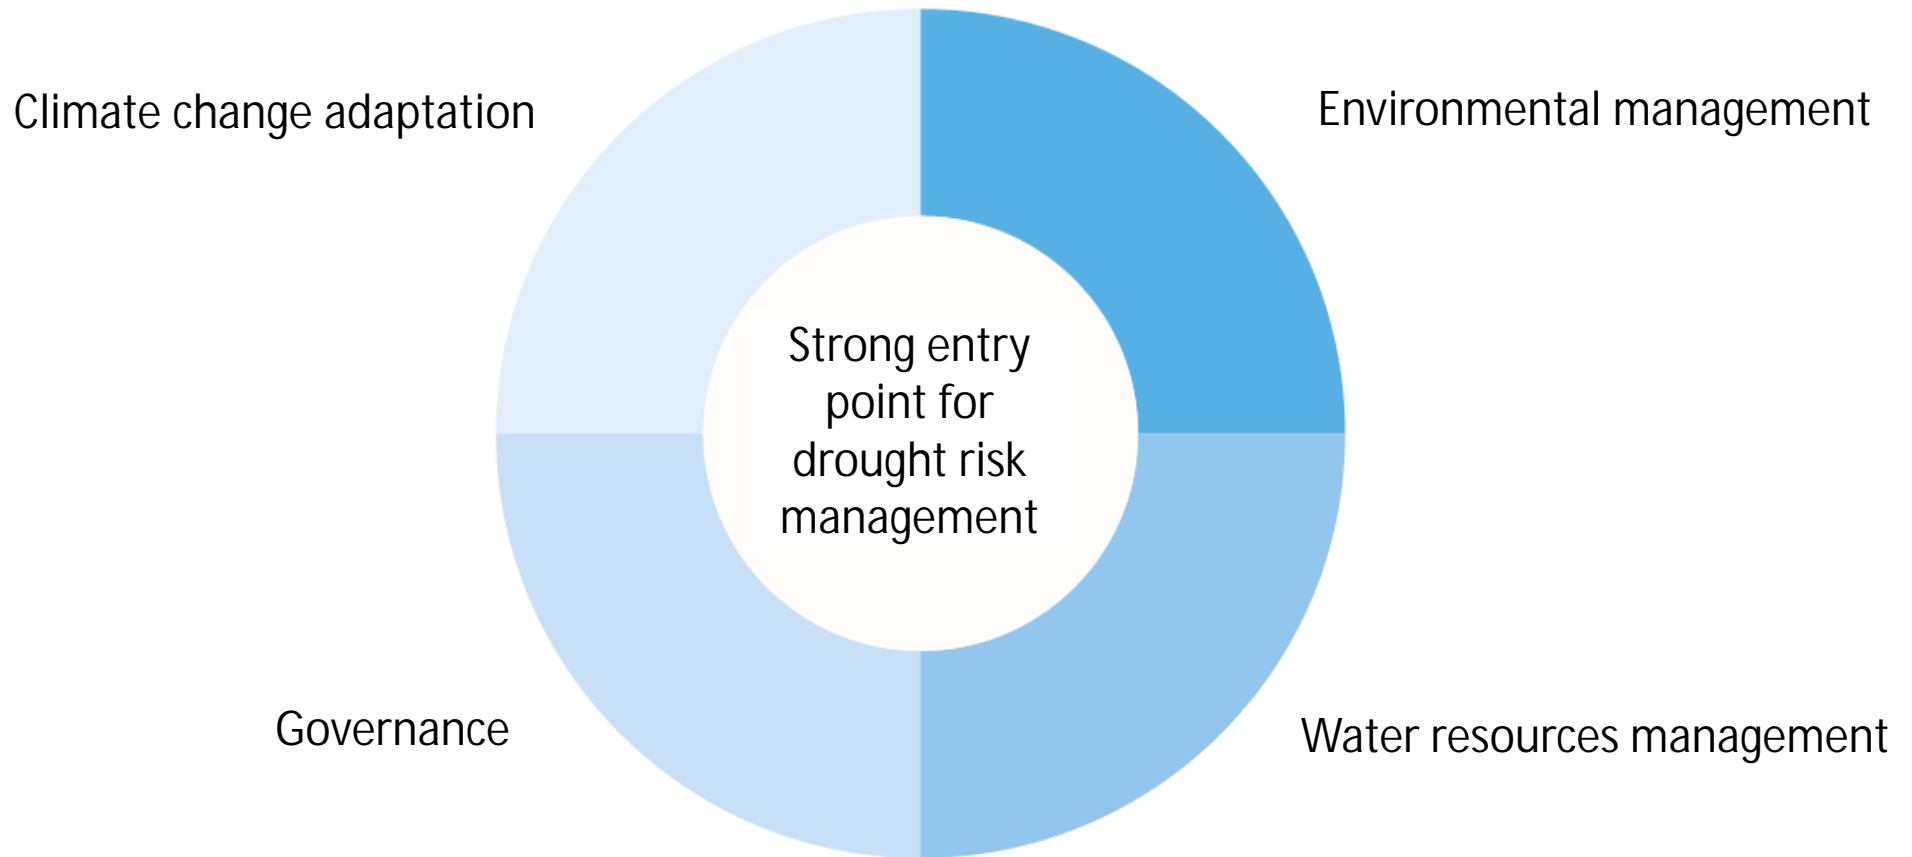 Climate change adaptation
Environmental management
Strong entry
point for
drought risk
management
Governance
Water resources management